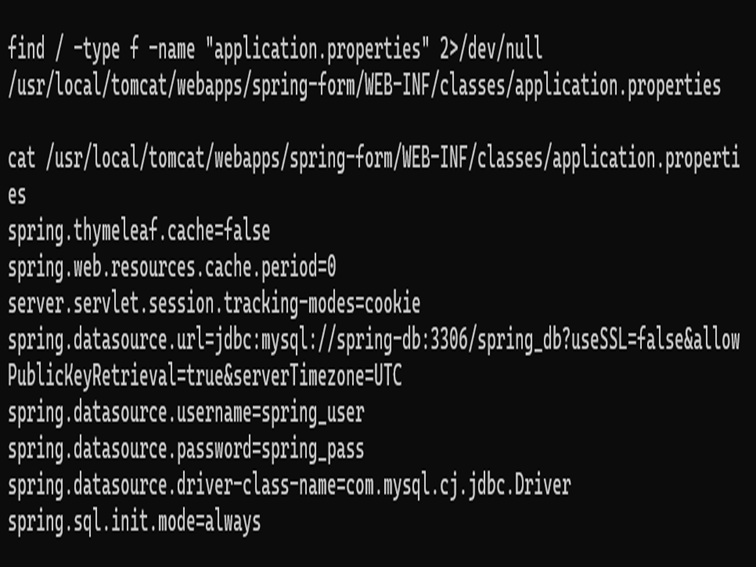 find / -type f -name "application.properties" 2>/dev/null
/usr/local/tomcat/webapps/spring-form/WEB-INF/classes/application.properties
cat /usr/local/tomcat/webapps/spring-form/WEB-INF/classes/application.properti
es
spring.thymeleaf.cache=false
spring.web.resources.cache.period=0
server.servlet.session.tracking-modes=cookie
spring.datasource.url=jdbc:mysql://spring-db:3306/spring_db?useSSL=false&allow
PublicKeyRetrieval=true&serverTimezone=UTC
spring.datasource.username=spring_user
spring.datasource.password=spring_pass
spring.datasource.driver-class-name=com.mysql.cj.jdbc.Driver
spring.sql.init.mode=always